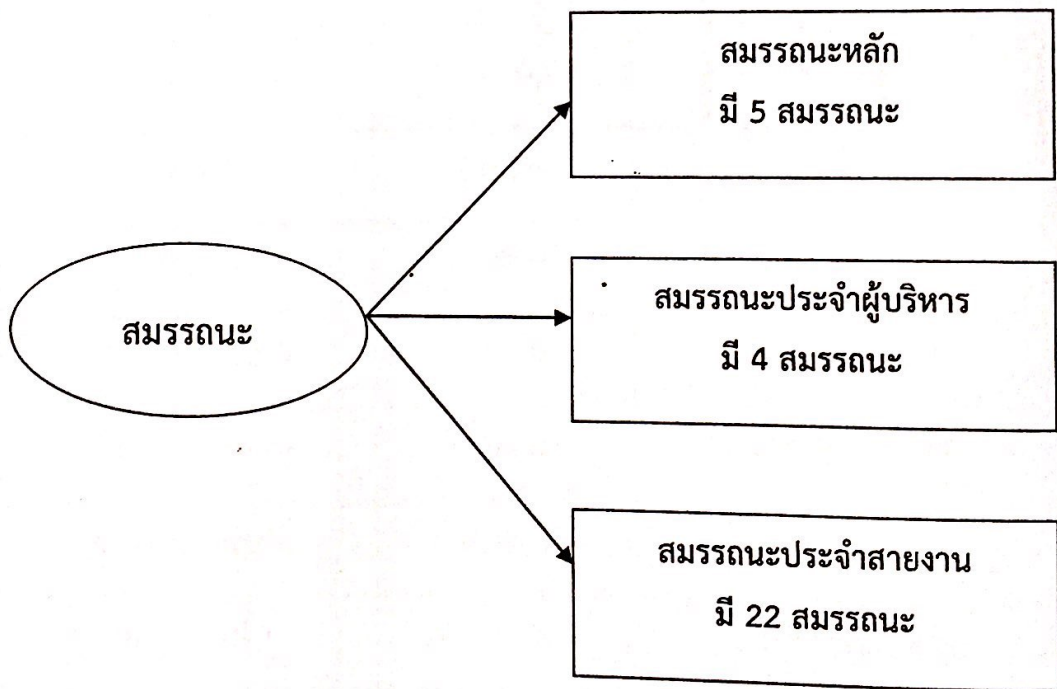 สมรรถนะหลัก
มี 5 สมรรถนะ
สมรรถนะ
สมรรถนะประจำผู้บริหาร
มี 4 สมรรถนะ
สมรรถนะประจำสายงาน
มี 22 สมรรถนะ